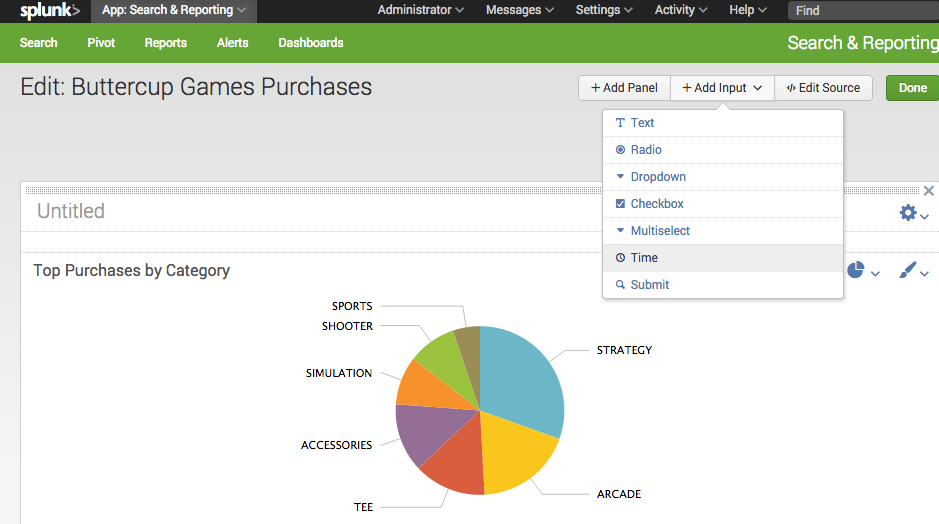 splunk> App: Search & Reporting Administrator Messages Settings Activity Help Find
Search Pivot Reports Alerts Dashboards Search & Reporting
Edit: Buttercup Games Purchases + Add Panel + Add Input </> Edit Source Done
Text
Radio
Dropdown
Checkbox
Multiselect
Time
Submit
Untitled
Top Purchases by Category
SPORTS
SHOOTER
STRATEGY
SIMULATION
ACCESSORIES
ARCADE
TEE